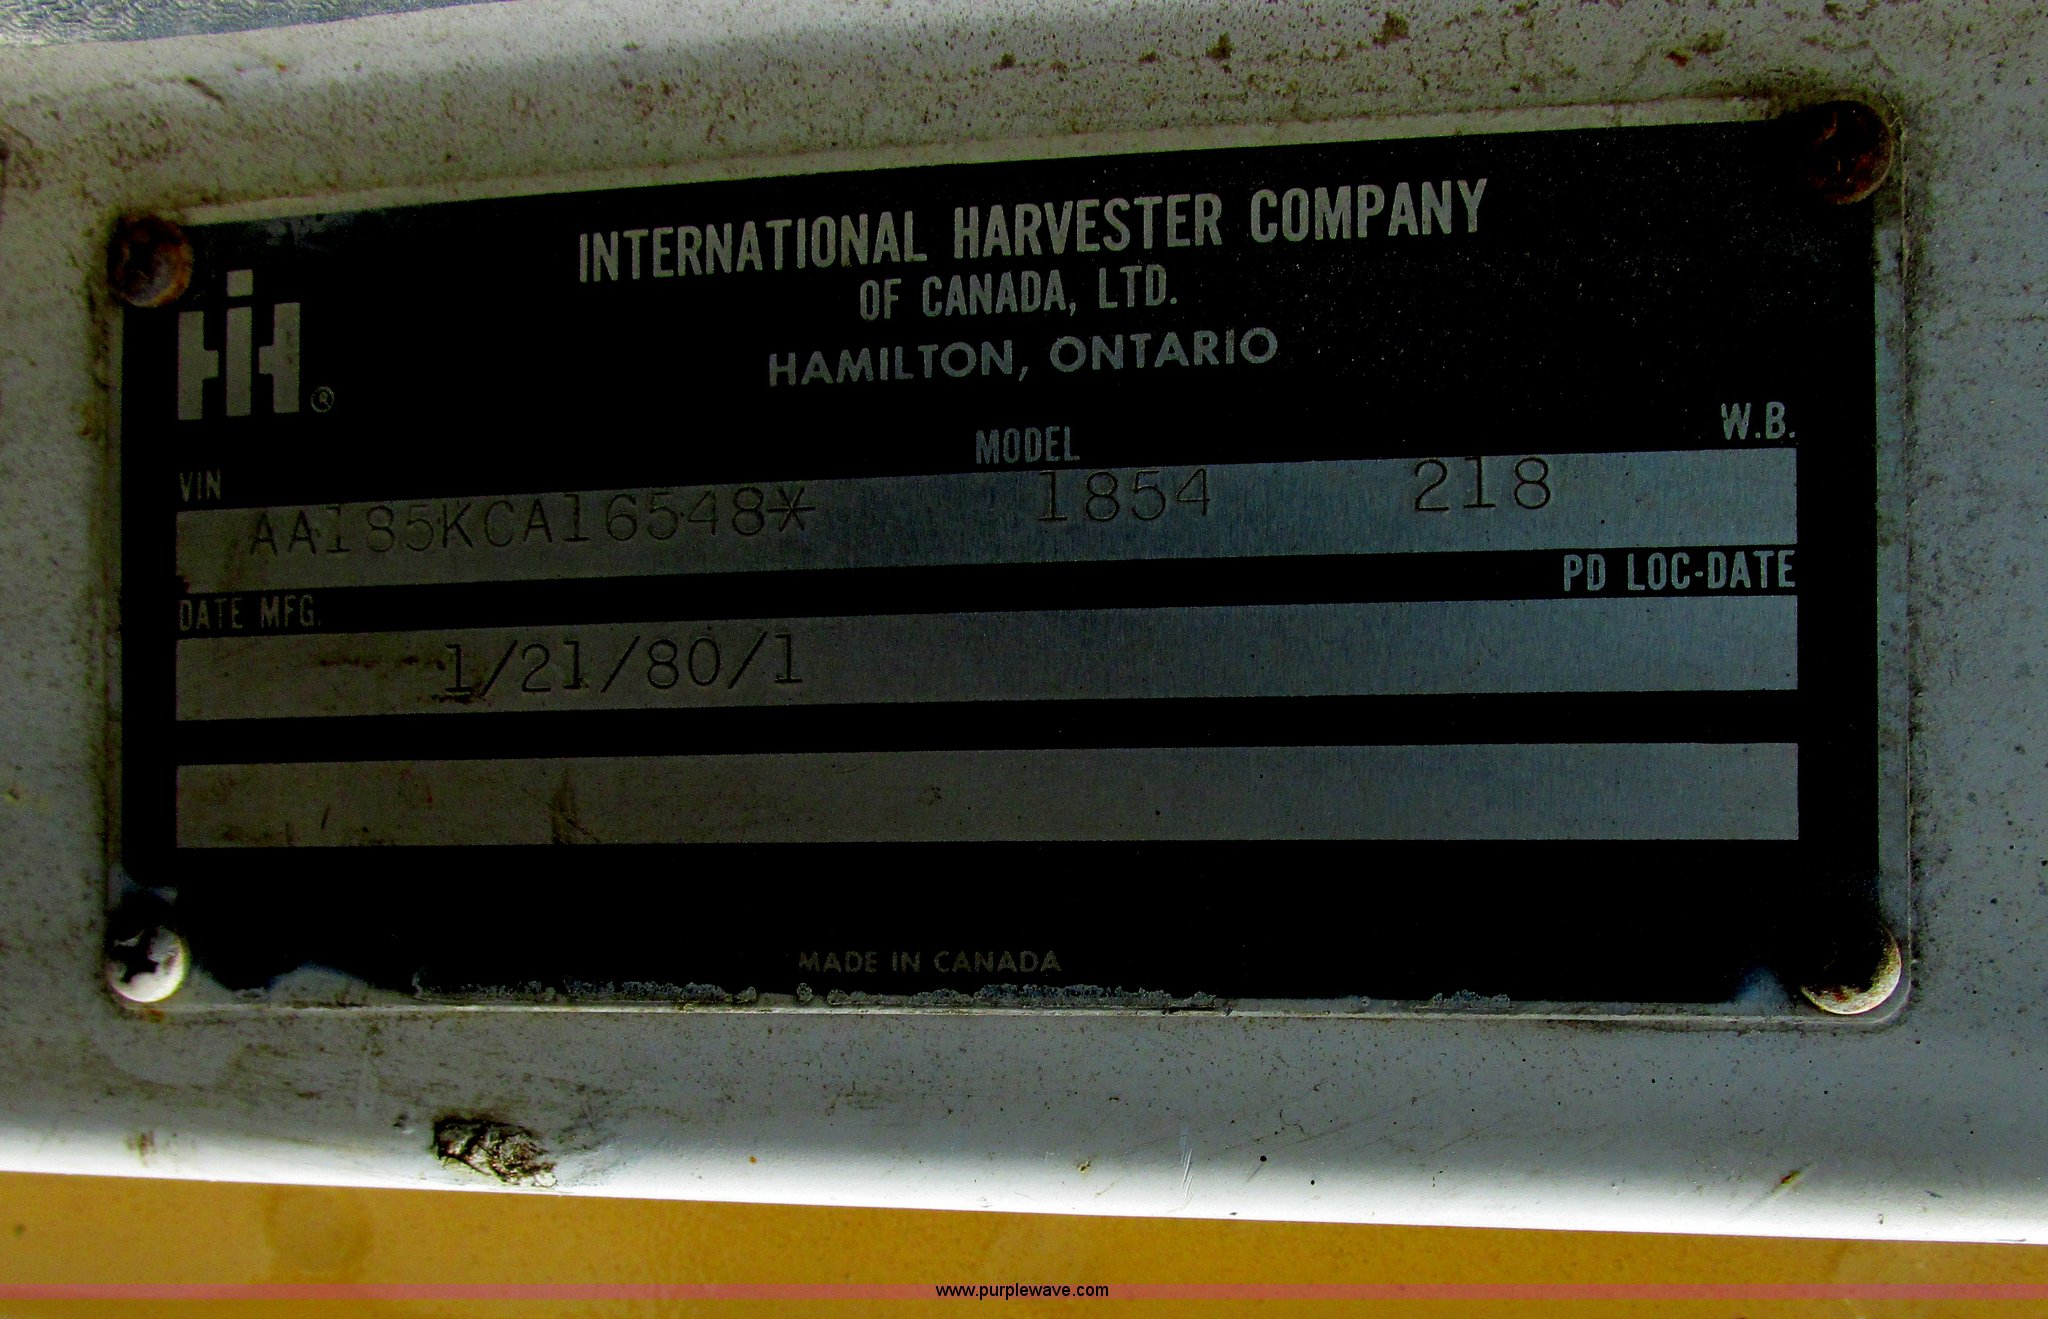 INTERNATIONAL HARVESTER COMPANY
OF CANADA, LTD.
HAMILTON, ONTARIO
IH®
VIN MODEL W.B.
AA185KCA16548* 1854 218
DATE MFG. PD LOC-DATE
1/21/80/1
MADE IN CANADA
www.purplewave.com